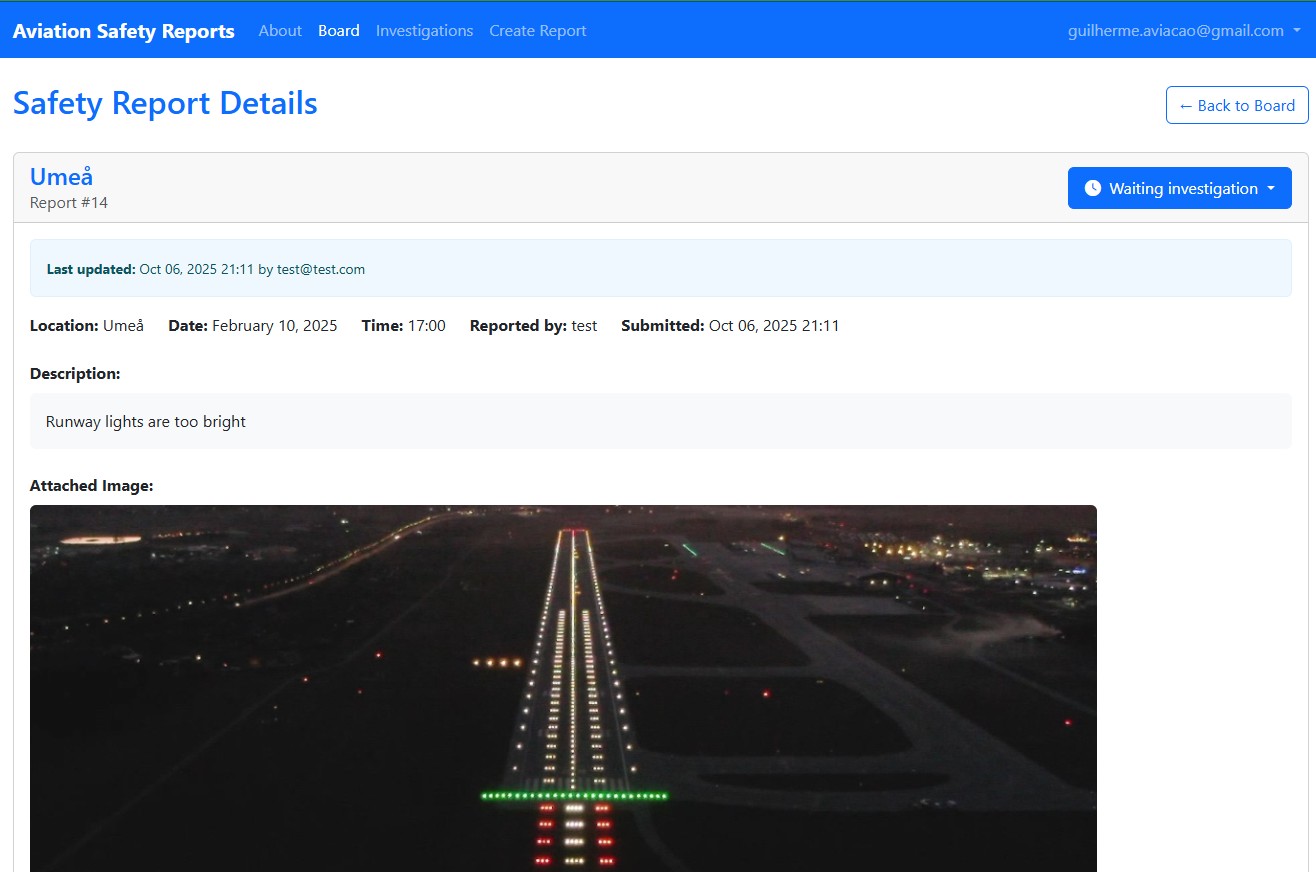 Aviation Safety Reports About Board Investigations Create Report guilherme.aviacao@gmail.com
Safety Report Details
← Back to Board
Umeå
Report #14
Waiting investigation
Last updated: Oct 06, 2025 21:11 by test@test.com
Location: Umeå Date: February 10, 2025 Time: 17:00 Reported by: test Submitted: Oct 06, 2025 21:11
Description:
Runway lights are too bright
Attached Image: